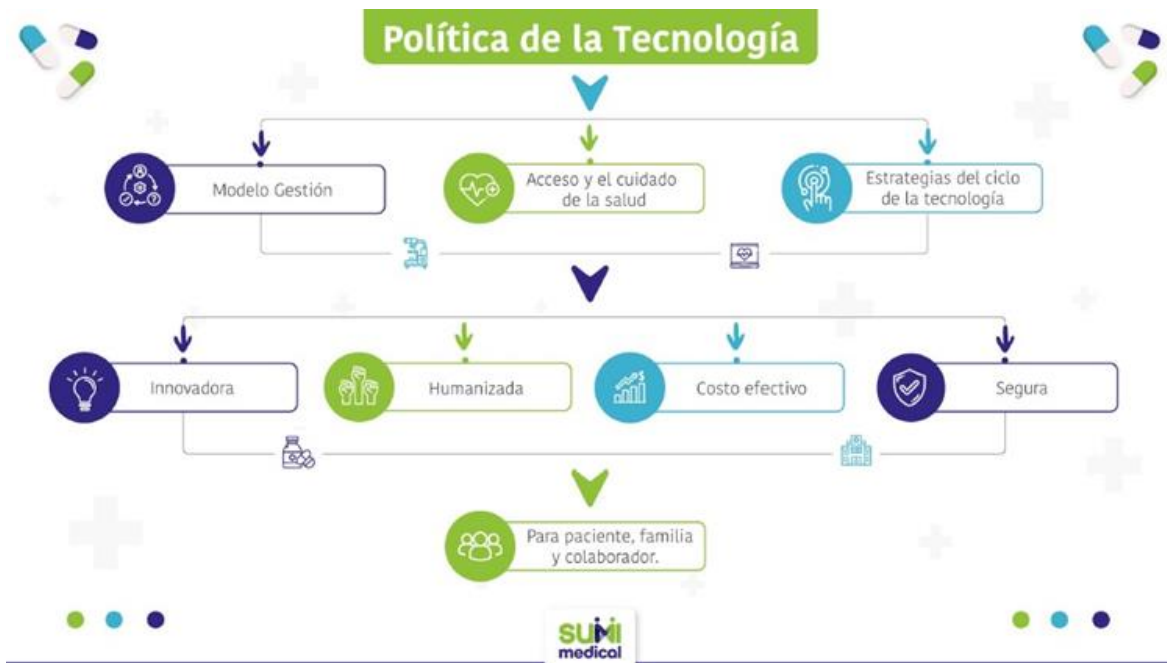 Política de la Tecnología
Modelo Gestión
Acceso y el cuidado
de la salud
Estrategias del ciclo
de la tecnología
Innovadora
Humanizada
Costo efectivo
Segura
Para paciente, familia
y colaborador.
SUMI
medical